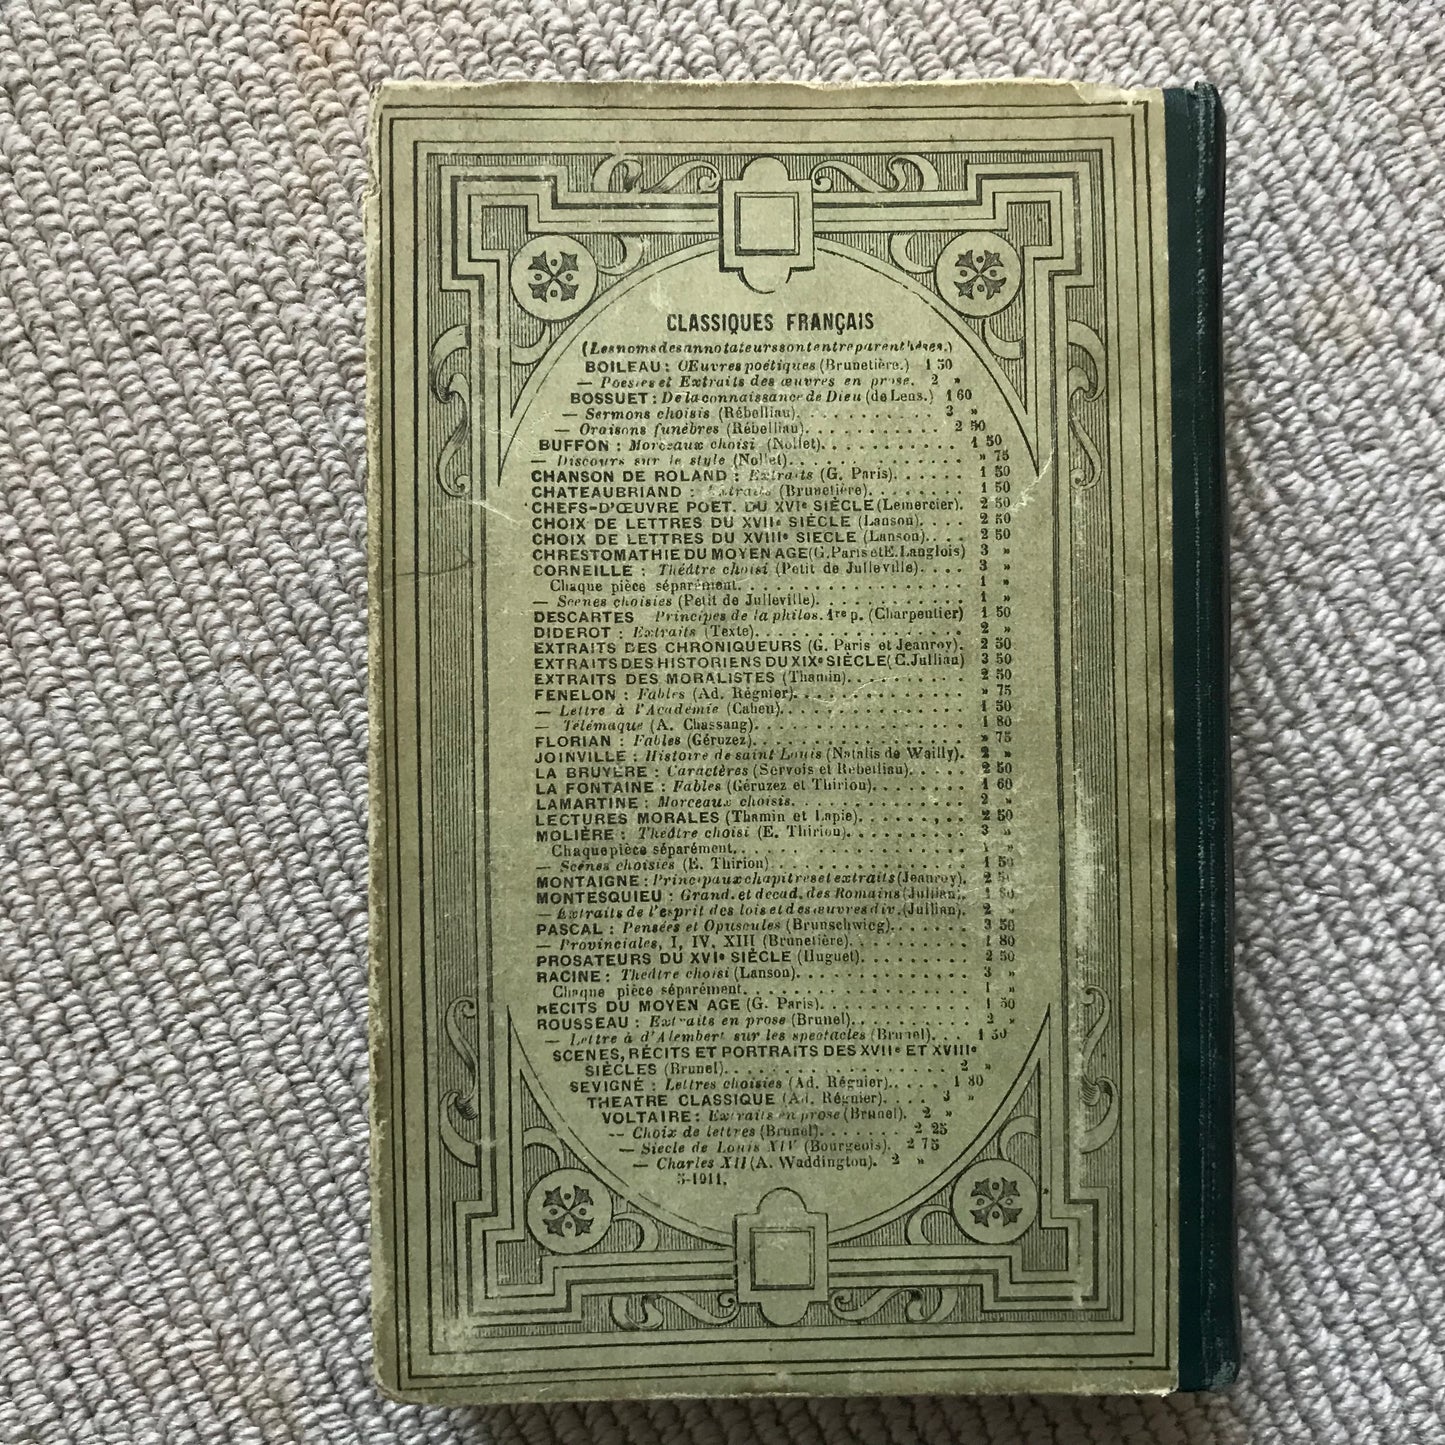 CLASSIQUES FRANÇAIS
(Les noms des annotateurs sont entre parenthèses.)
BOILEAU : Œuvres poétiques (Brunetière.) 1 50
— Poesies et Extraits des œuvres en prose. 2 »
BOSSUET : De la connaissance de Dieu (de Lens.) 1 60
— Sermons choisis (Rébelliau). . . . . . . . . . 3 »
— Oraisons funèbres (Rébelliau). . . . . . . . . . 2 50
BUFFON : Morceaux choisi (Nollet). . . . . . . . . . 1 50
— Discours sur le style (Nollet). . . . . . . . . . » 75
CHANSON DE ROLAND : Extraits (G. Paris). . . . . . 1 50
CHATEAUBRIAND : Extraits (Brunetière). . . . . . . 1 50
CHEFS-D'ŒUVRE POET. DU XVIe SIÈCLE (Lemercier). 2 50
CHOIX DE LETTRES DU XVIIe SIÈCLE (Lanson). . . . 2 50
CHOIX DE LETTRES DU XVIIIe SIECLE (Lanson). . . . 2 50
CHRESTOMATHIE DU MOYEN AGE (G. Paris et E. Langlois) 3 »
CORNEILLE : Théâtre choisi (Petit de Julleville). . . . 3 »
Chaque pièce séparément. . . . . . . . . . 1 »
— Scènes choisies (Petit de Julleville). . . . . . . . . . 1 »
DESCARTES Principes de la philos. 1re p. (Charpentier) 1 50
DIDEROT : Extraits (Texte). . . . . . . . . . 2 »
EXTRAITS DES CHRONIQUEURS (G. Paris et Jeanroy). 2 50
EXTRAITS DES HISTORIENS DU XIXe SIÈCLE (C. Jullian) 3 50
EXTRAITS DES MORALISTES (Thamin). . . . . . . . . . 2 50
FENELON : Fables (Ad. Régnier). . . . . . . . . . » 75
— Lettre à l'Académie (Cahen). . . . . . . . . . 1 50
— Télémaque (A. Chassang). . . . . . . . . . 1 80
FLORIAN : Fables (Géruzez). . . . . . . . . . » 75
JOINVILLE : Histoire de saint Louis (Natalis de Wailly). 2 »
LA BRUYÈRE : Caractères (Servois et Rébelliau). . . . . 2 50
LA FONTAINE : Fables (Géruzez et Thirion). . . . . . . 1 60
LAMARTINE : Morceaux choisis. . . . . . . . . . 2 »
LECTURES MORALES (Thamin et Lapie). . . . . . . . . 2 50
MOLIÈRE : Théâtre choisi (E. Thirion). . . . . . . . . . 3 »
Chaque pièce séparément. . . . . . . . . . 1 »
— Scènes choisies (E. Thirion). . . . . . . . . . 1 50
MONTAIGNE : Principaux chapitres et extraits (Jeanroy). 2 50
MONTESQUIEU : Grand. et décad. des Romains (Jullian). 1 80
— Extraits de l'esprit des lois et des œuvres div. (Jullian). 2 »
PASCAL : Pensées et Opuscules (Brunschwicg). . . . . . 3 50
— Provinciales, I, IV, XIII (Brunetière). . . . . . . . . . 1 80
PROSATEURS DU XVIe SIÈCLE (Huguet). . . . . . . . . 2 50
RACINE : Théâtre choisi (Lanson). . . . . . . . . . 3 »
Chaque pièce séparément. . . . . . . . . . 1 »
RECITS DU MOYEN AGE (G. Paris). . . . . . . . . . 1 50
ROUSSEAU : Extraits en prose (Brunel). . . . . . . . . 2 »
— Lettre à d'Alembert sur les spectacles (Brunel). . . . 1 50
SCENES, RÉCITS ET PORTRAITS DES XVIIe ET XVIIIe
SIÈCLES (Brunel). . . . . . . . . . 2 »
SEVIGNÉ : Lettres choisies (Ad. Régnier). . . . . 1 80
THEATRE CLASSIQUE (Ad. Régnier). . . . 3 »
VOLTAIRE : Extraits en prose (Brunel). 2 »
— Choix de lettres (Brunel). . . . . . . 2 25
— Siecle de Louis XIV (Bourgeois). 2 75
— Charles XII (A. Waddington). 2 »
5-1911.